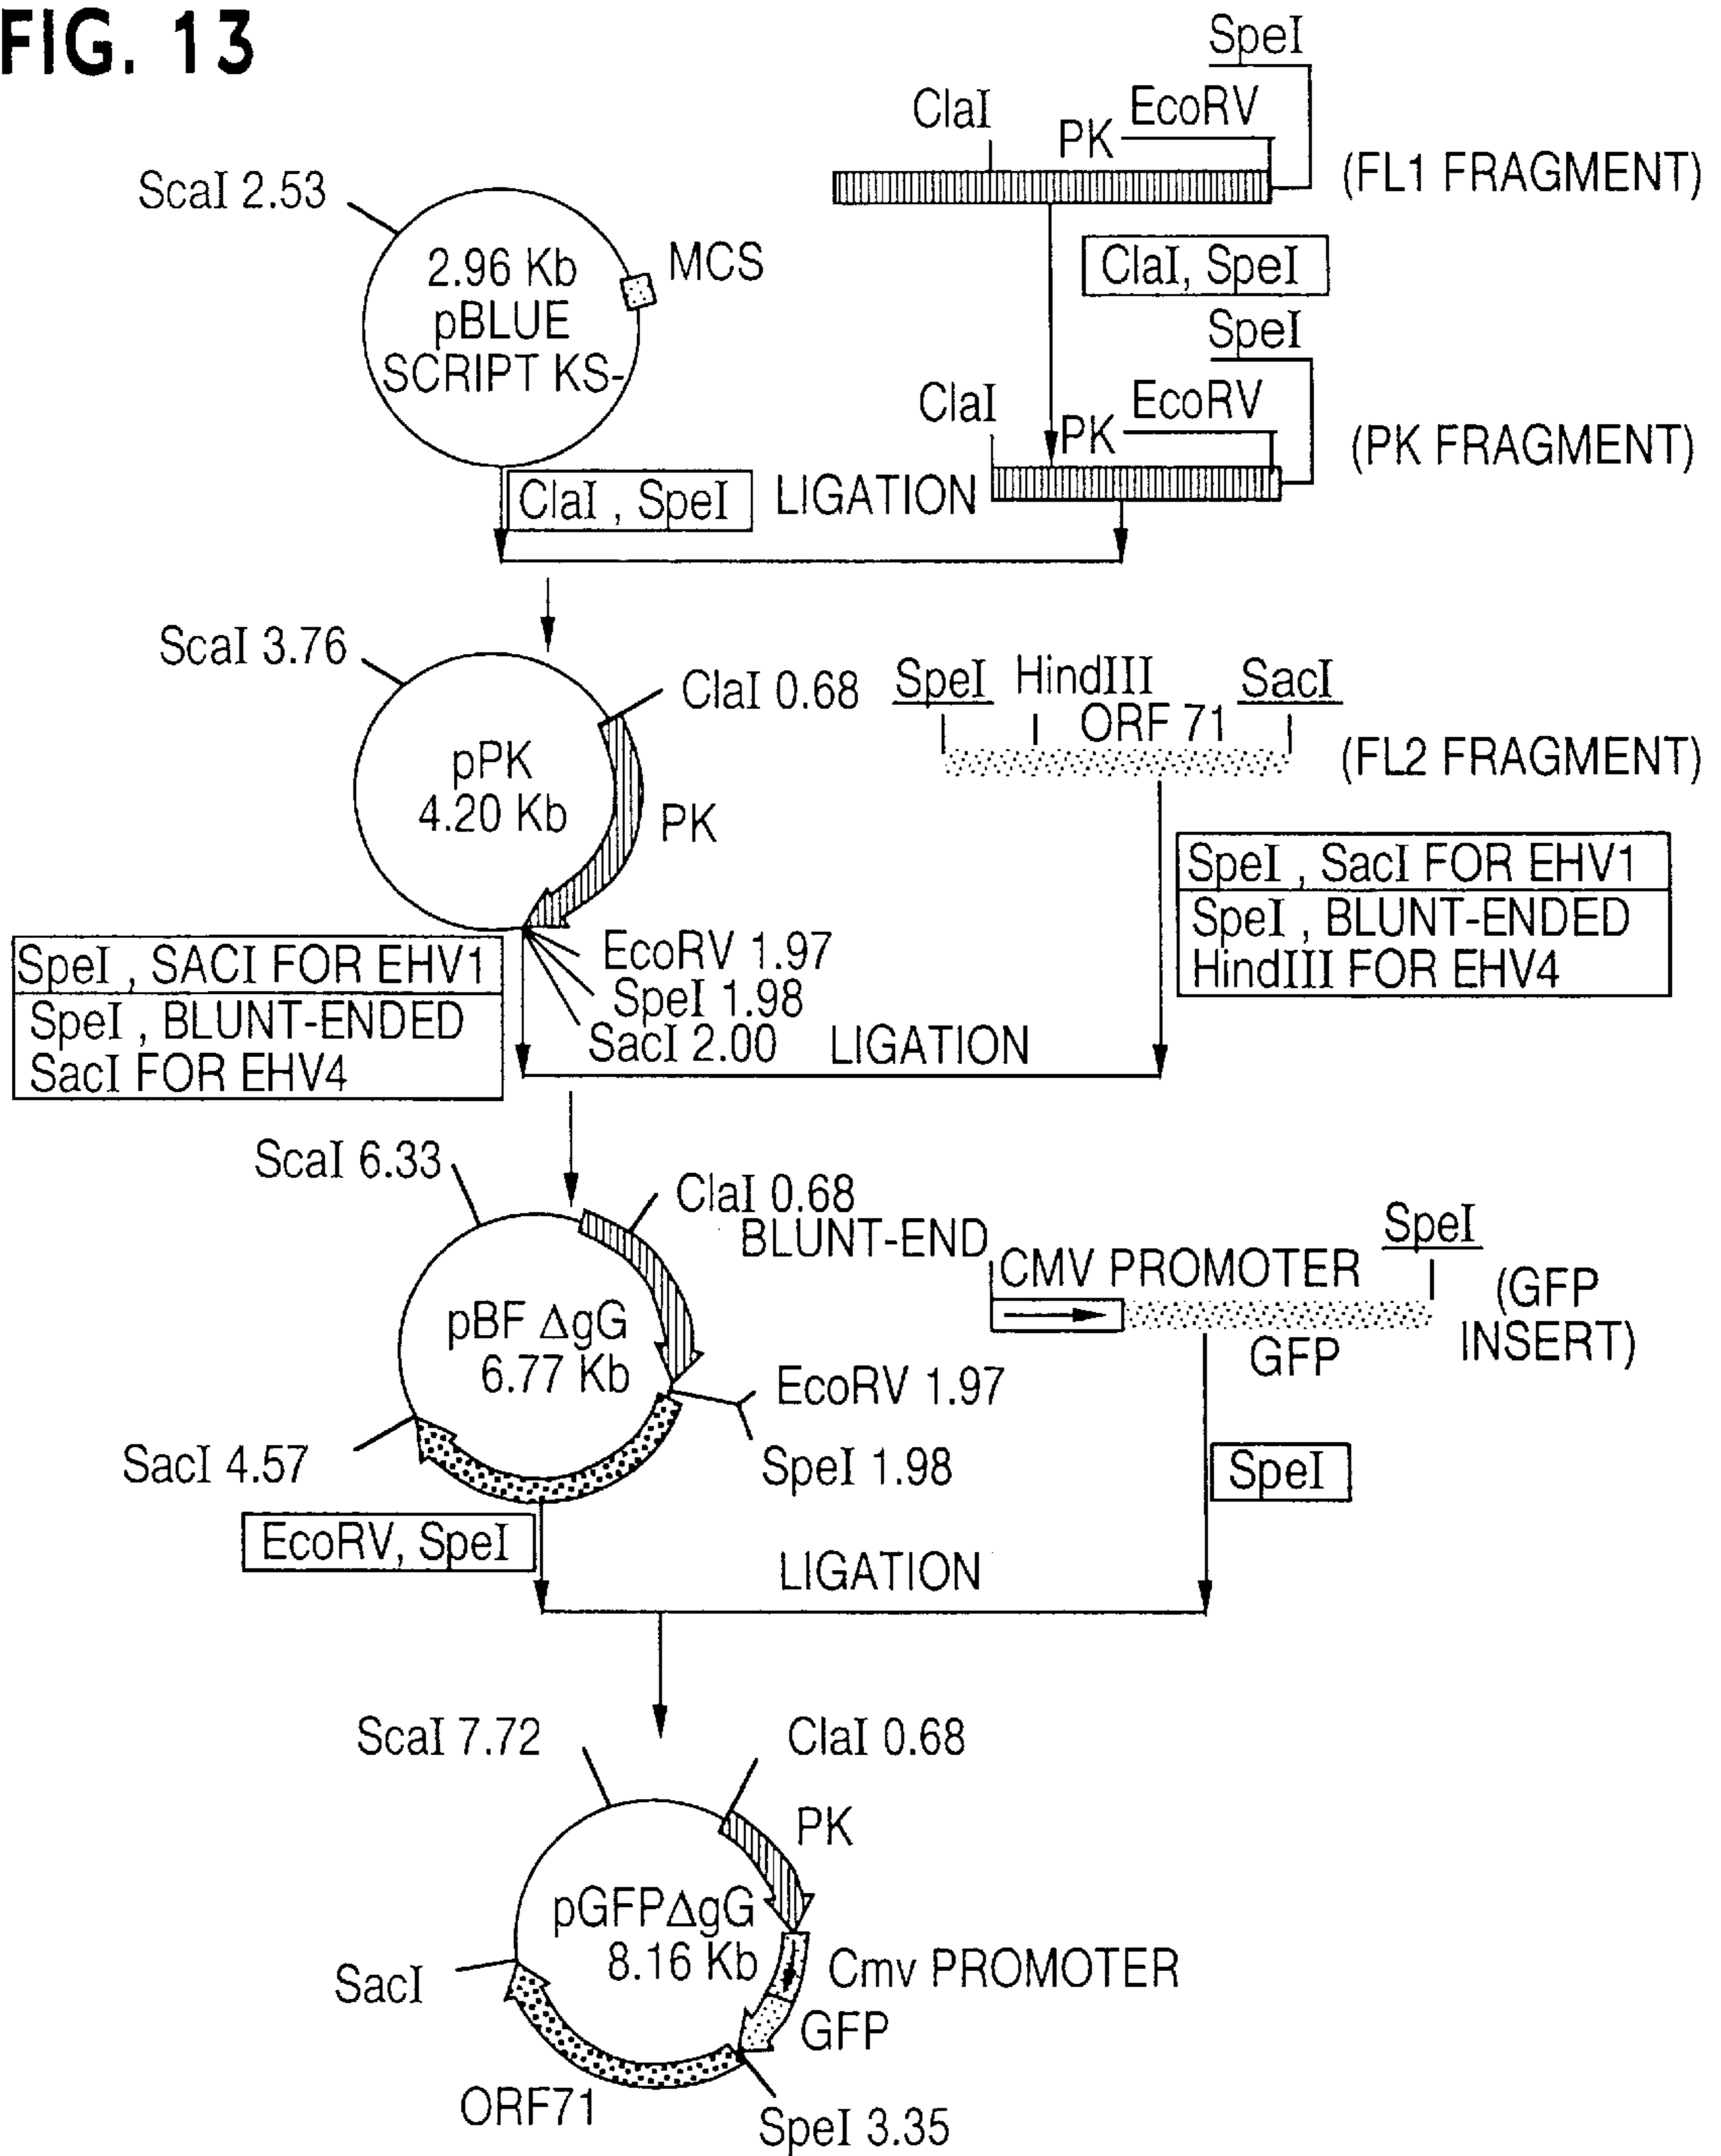 FIG. 13
SpeI
ClaI
EcoRV
PK
(FL1 FRAGMENT)
ScaI 2.53
2.96 Kb
pBLUE
SCRIPT KS-
MCS
ClaI, SpeI
SpeI
ClaI
EcoRV
PK
(PK FRAGMENT)
ClaI , SpeI
LIGATION
ScaI 3.76
ClaI 0.68
pPK
4.20 Kb
PK
SpeI
HindIII
SacI
ORF 71
(FL2 FRAGMENT)
SpeI , SacI FOR EHV1
SpeI , BLUNT-ENDED
HindIII FOR EHV4
SpeI , SACI FOR EHV1
SpeI , BLUNT-ENDED
SacI FOR EHV4
EcoRV 1.97
SpeI 1.98
SacI 2.00
LIGATION
ScaI 6.33
ClaI 0.68
BLUNT-END
SpeI
CMV PROMOTER
(GFP
INSERT)
GFP
pBF ΔgG
6.77 Kb
EcoRV 1.97
SpeI 1.98
SacI 4.57
SpeI
EcoRV, SpeI
LIGATION
ScaI 7.72
ClaI 0.68
PK
pGFPΔgG
8.16 Kb
Cmv PROMOTER
SacI
GFP
ORF71
SpeI 3.35